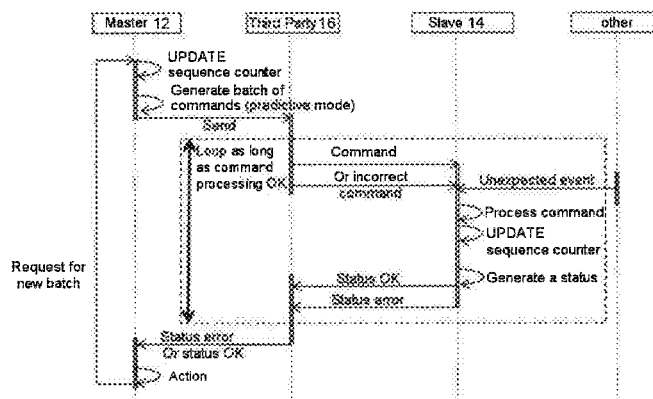 Master 12
Third Party 16
Slave 14
other
UPDATE
sequence counter
Generate batch of
commands (predictive mode)
Send
Loop as long
as command
processing OK
Command
Or incorrect
command
Unexpected event
Process command
UPDATE
sequence counter
Generate a status
Status OK
Status error
Request for
new batch
Status error
Or status OK
Action